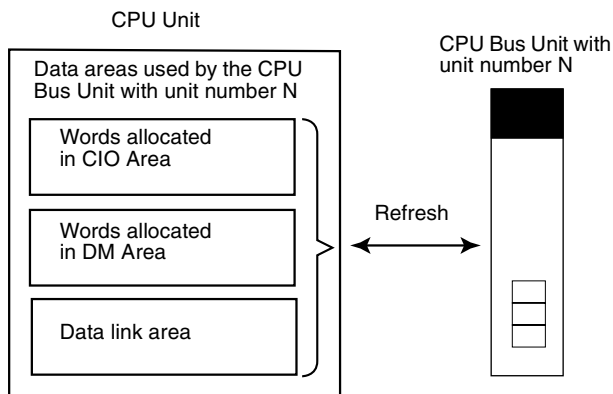 CPU Unit
CPU Bus Unit with
unit number N
Data areas used by the CPU
Bus Unit with unit number N
Words allocated
in CIO Area
Words allocated
in DM Area
Data link area
Refresh